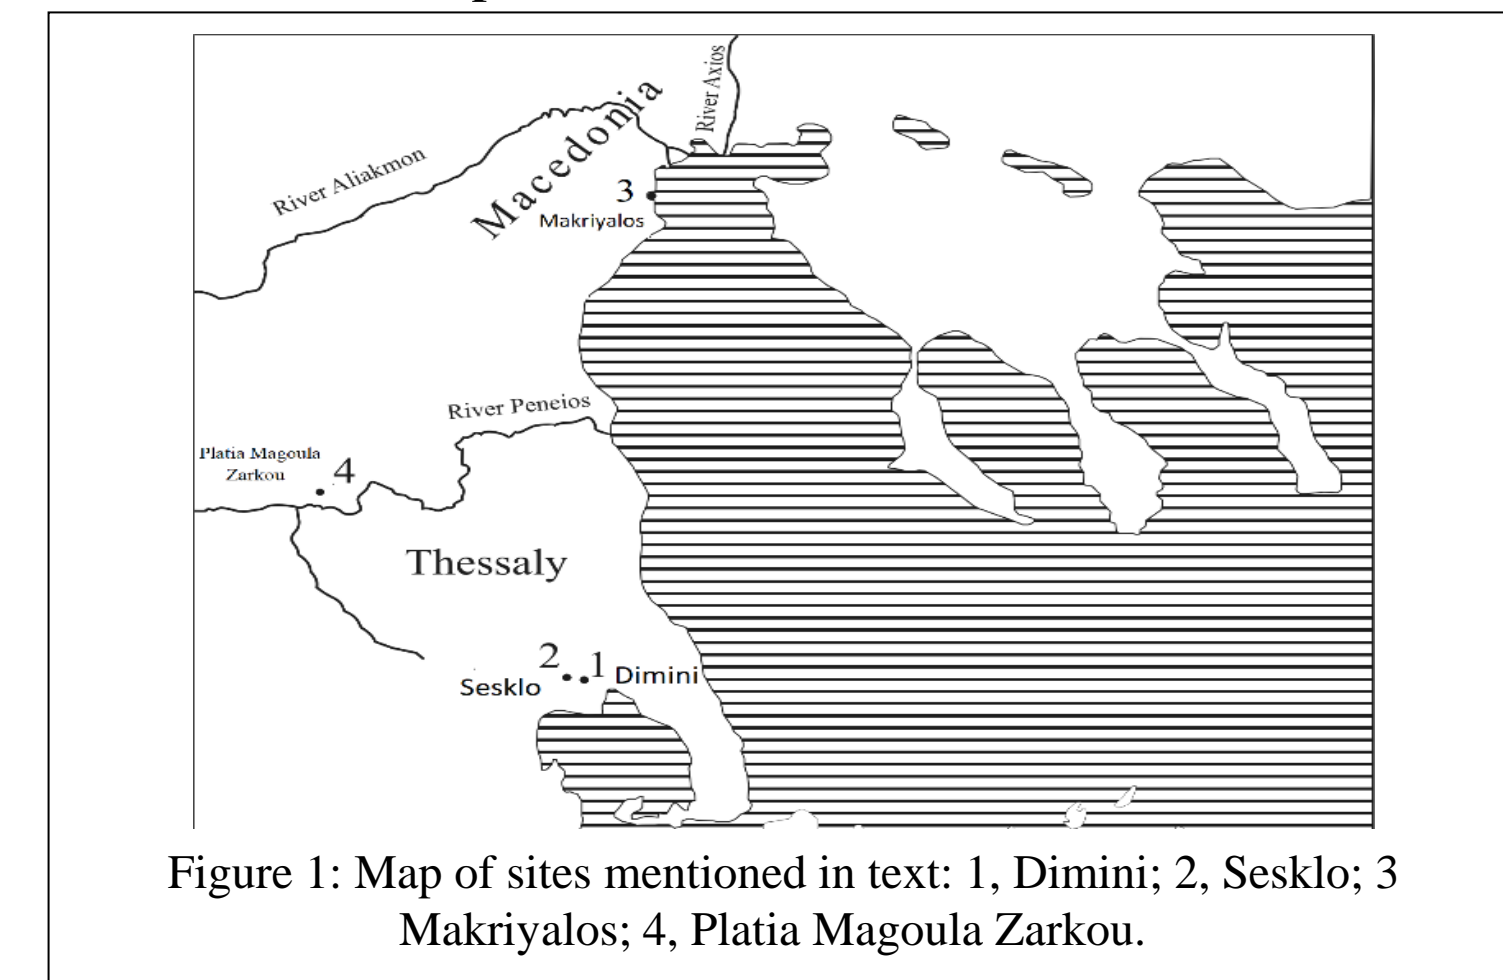 River Axios
Macedonia
River Aliakmon
3
Makriyalos
River Peneios
Platia Magoula
Zarkou
4
Thessaly
2
1
Dimini
Sesklo
Figure 1: Map of sites mentioned in text: 1, Dimini; 2, Sesklo; 3
Makriyalos; 4, Platia Magoula Zarkou.